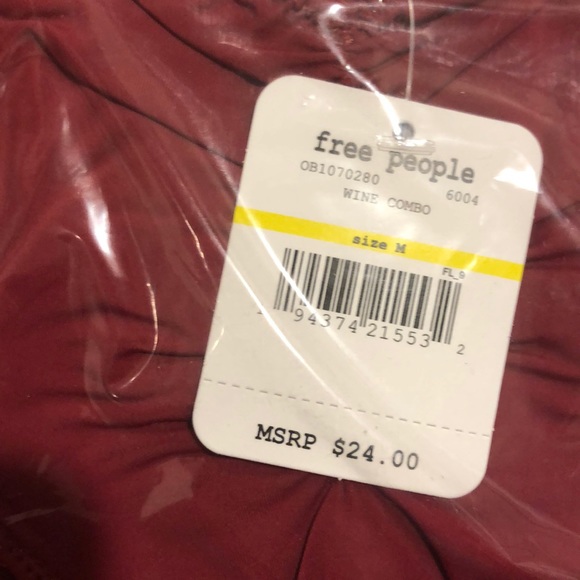 free people
OB1070280 6004
WINE COMBO
size M
FL_9
94374 21553 2
MSRP $24.00